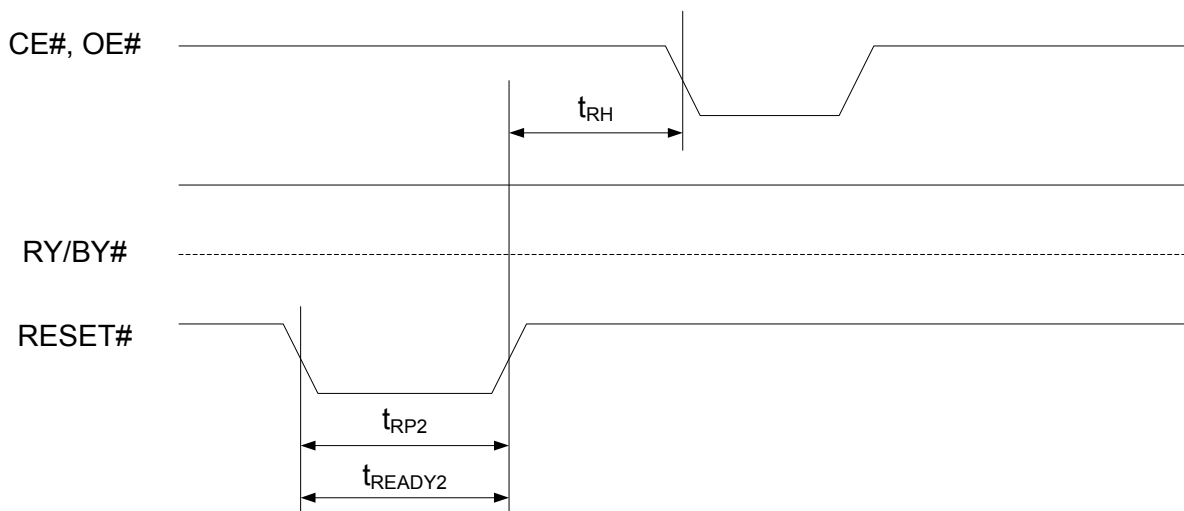 CE#, OE#
tRH
RY/BY#
RESET#
tRP2
tREADY2